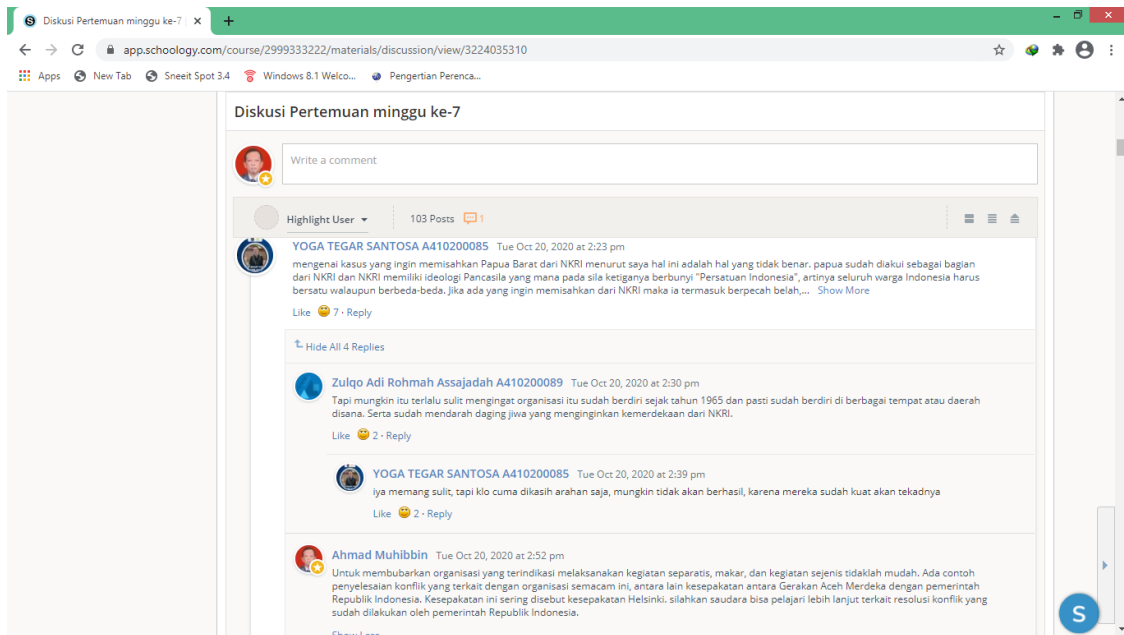 Diskusi Pertemuan minggu ke-7
app.schoology.com/course/2999333222/materials/discussion/view/3224035310
Apps New Tab Sneeit Spot 3.4 Windows 8.1 Welco... Pengertian Perenca...
Diskusi Pertemuan minggu ke-7
Write a comment
Highlight User 103 Posts 1
YOGA TEGAR SANTOSA A410200085 Tue Oct 20, 2020 at 2:23 pm
mengenai kasus yang ingin memisahkan Papua Barat dari NKRI menurut saya hal ini adalah hal yang tidak benar. papua sudah diakui sebagai bagian
dari NKRI dan NKRI memiliki ideologi Pancasila yang mana pada sila ketiganya berbunyi "Persatuan Indonesia", artinya seluruh warga Indonesia harus
bersatu walaupun berbeda-beda. Jika ada yang ingin memisahkan dari NKRI maka ia termasuk berpecah belah,... Show More
Like 7 · Reply
Hide All 4 Replies
Zulqo Adi Rohmah Assajadah A410200089 Tue Oct 20, 2020 at 2:30 pm
Tapi mungkin itu terlalu sulit mengingat organisasi itu sudah berdiri sejak tahun 1965 dan pasti sudah berdiri di berbagai tempat atau daerah
disana. Serta sudah mendarah daging jiwa yang menginginkan kemerdekaan dari NKRI.
Like 2 · Reply
YOGA TEGAR SANTOSA A410200085 Tue Oct 20, 2020 at 2:39 pm
iya memang sulit, tapi klo cuma dikasih arahan saja, mungkin tidak akan berhasil, karena mereka sudah kuat akan tekadnya
Like 2 · Reply
Ahmad Muhibbin Tue Oct 20, 2020 at 2:52 pm
Untuk membubarkan organisasi yang terindikasi melaksanakan kegiatan separatis, makar, dan kegiatan sejenis tidaklah mudah. Ada contoh
penyelesaian konflik yang terkait dengan organisasi semacam ini, antara lain kesepakatan antara Gerakan Aceh Merdeka dengan pemerintah
Republik Indonesia. Kesepakatan ini sering disebut kesepakatan Helsinki. silahkan saudara bisa pelajari lebih lanjut terkait resolusi konflik yang
sudah dilakukan oleh pemerintah Republik Indonesia.
Show Less
S